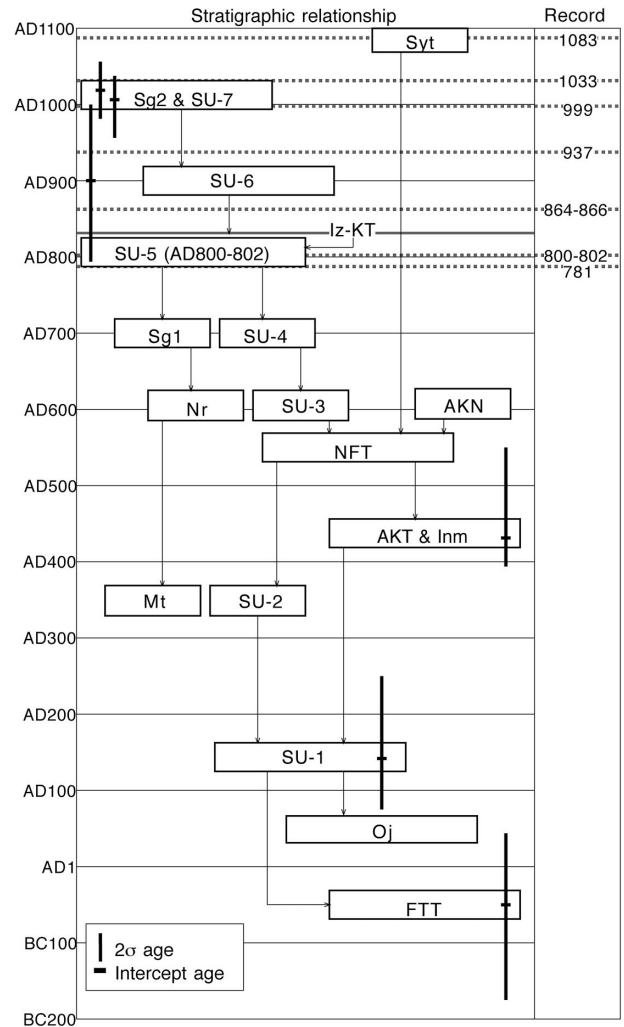 Stratigraphic relationship Record
AD1100
Syt
1083
1033
Sg2 & SU-7
AD1000
999
937
AD900
SU-6
864-866
Iz-KT
SU-5 (AD800-802)
AD800
800-802
781
AD700
Sg1 SU-4
AD600
Nr SU-3 AKN
NFT
AD500
AKT & Inm
AD400
Mt SU-2
AD300
AD200
SU-1
AD100
Oj
AD1
FTT
BC100
2σ age
Intercept age
BC200